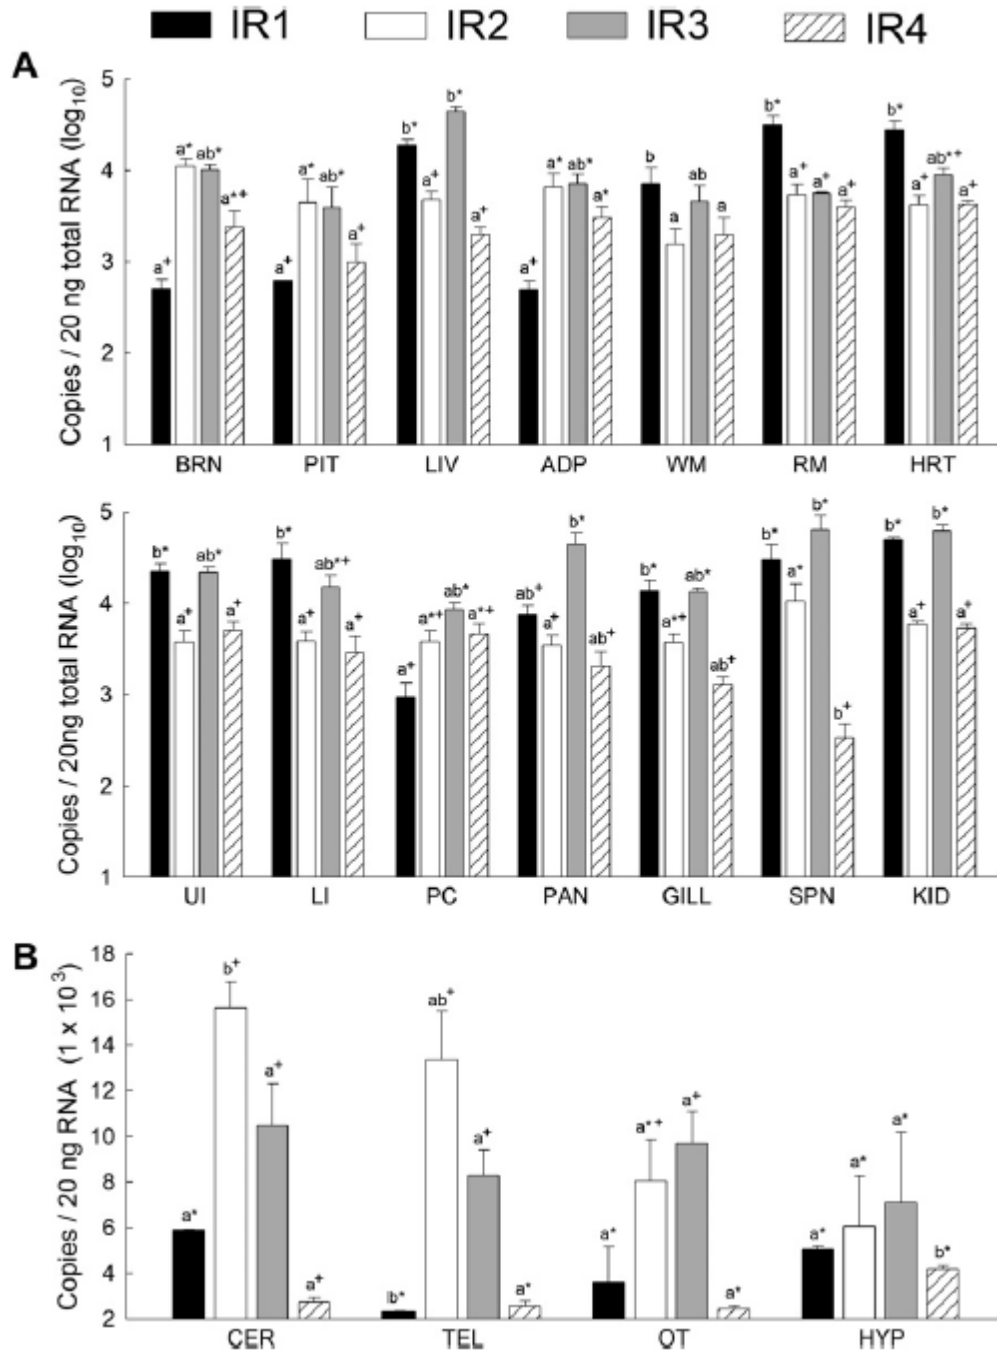 IR1 IR2 IR3 IR4
A
Copies / 20 ng total RNA (log10)
5
4
3
2
1
a+ a* ab* a*+
a+ a* ab* a+
b* a+ b* a+
a+ a* ab* a*
b a ab a
b* a+ a+ a+
b* a+ ab*+ a+
BRN PIT LIV ADP WM RM HRT
Copies / 20ng total RNA (log10)
5
4
3
2
1
b* a+ ab* a+
b* a+ ab*+ a+
a+ a*+ ab* a*+
ab+ a+ b* ab+
b* a*+ ab* ab+
b* a* b* b+
b* a+ b* a+
UI LI PC PAN GILL SPN KID
B
Copies / 20 ng RNA (1 x 10³)
18
16
14
12
10
8
6
4
2
a* b+ a+ a+
b* ab+ a+ a*
a* a*+ a+ a*
a* a* a* b*
CER TEL OT HYP